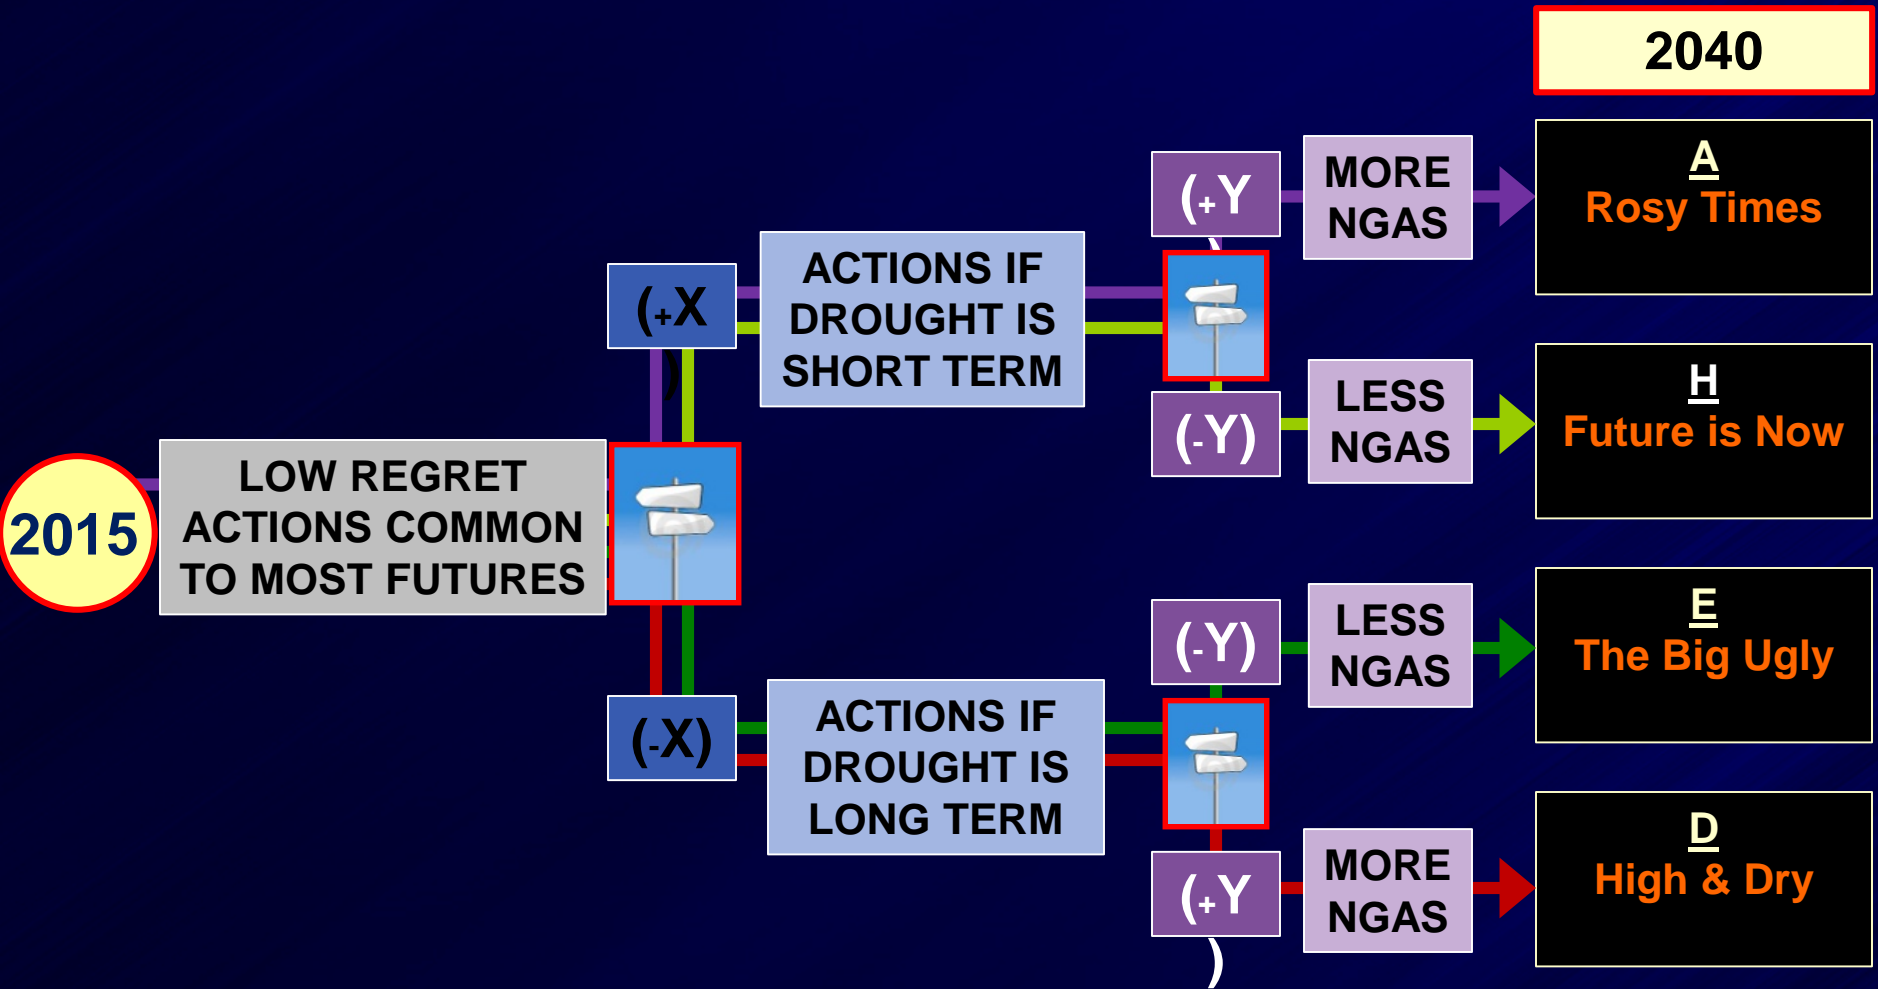 2040
2015
LOW REGRET
ACTIONS COMMON
TO MOST FUTURES
(+X
)
ACTIONS IF
DROUGHT IS
SHORT TERM
(+Y
)
MORE
NGAS
A
Rosy Times
(-Y)
LESS
NGAS
H
Future is Now
(-X)
ACTIONS IF
DROUGHT IS
LONG TERM
(-Y)
LESS
NGAS
E
The Big Ugly
(+Y
)
MORE
NGAS
D
High & Dry